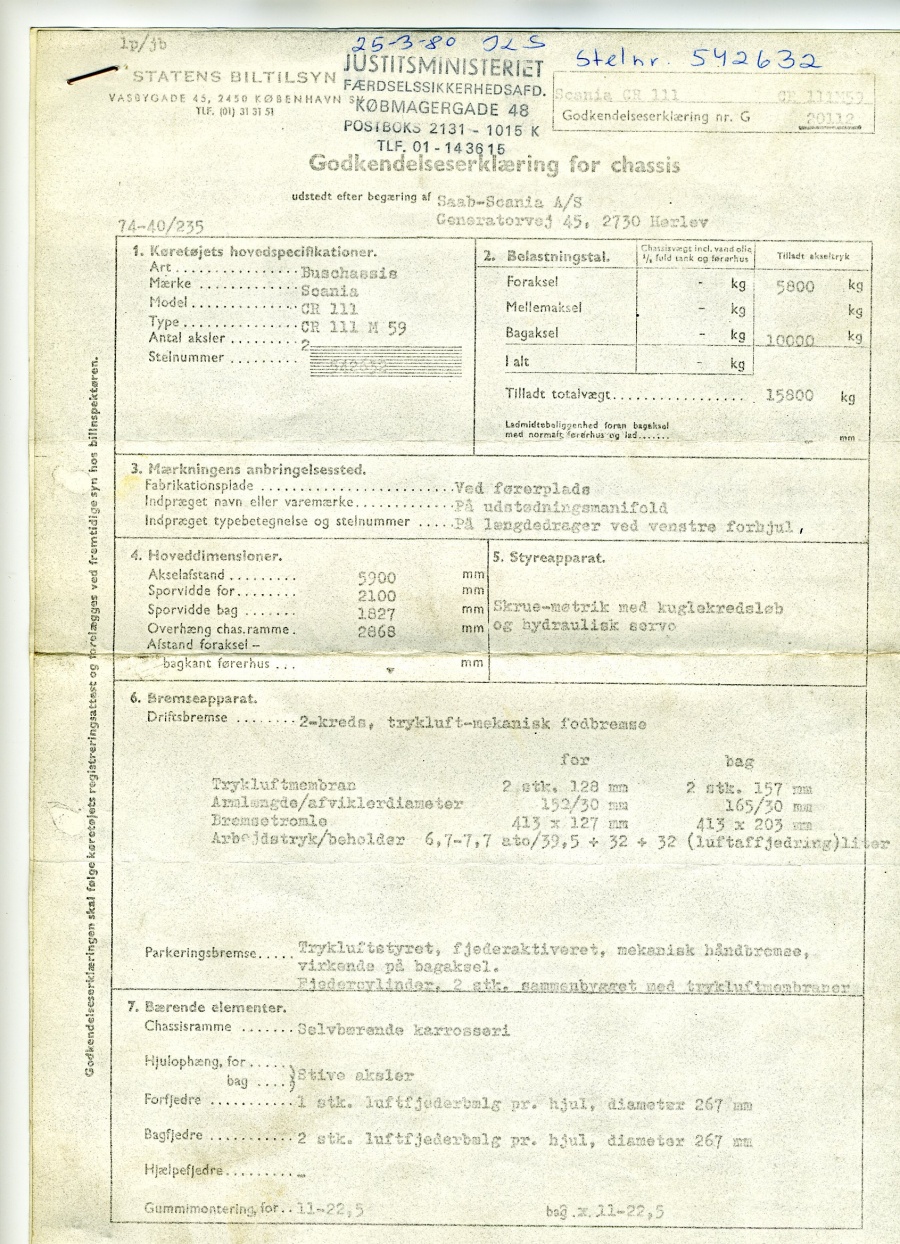 lp/jb
25-3-80 JLS
Stelnr. 542632
STATENS BILTILSYN
VASBYGADE 45, 2450 KØBENHAVN
TLF. (01) 31 31 51
JUSTITSMINISTERIET
FÆRDSELSSIKKERHEDSAFD.
KØBMAGERGADE 48
POSTBOKS 2131 - 1015 K
TLF. 01 - 143615
Scania CR 111 CR 111M59
Godkendelseserklæring nr. G 20112
Godkendelseserklæring for chassis
udstedt efter begæring af Saab-Scania A/S
Generatorvej 45, 2730 Herlev
74-40/235
1. Køretøjets hovedspecifikationer.
Art . . . . . . . . . . . . . . Buschassis
Mærke . . . . . . . . . . . . Scania
Model . . . . . . . . . . . . CR 111
Type . . . . . . . . . . . . . CR 111 M 59
Antal aksler . . . . . . . . 2
Stelnummer . . . . . . . .
2. Belastningstal. Chassisvægt incl. vand olie, 1/1 fuld tank og førerhus Tilladt akseltryk
Foraksel - kg 5800 kg
Mellemaksel - kg kg
Bagaksel - kg 10000 kg
I alt - kg
Tilladt totalvægt . . . . . . . . . . . . . . . . . . 15800 kg
Ladmidtebeliggenhed foran bagaksel
med normalt førerhus og lad . . . . . . . - mm
3. Mærkningens anbringelsessted.
Fabrikationsplade . . . . . . . . . . . . . . . . . . . . . . Ved førerplads
Indpræget navn eller varemærke . . . . . . . . . . . På udstødningsmanifold
Indpræget typebetegnelse og stelnummer . . . . . På længdedrager ved venstre forhjul,
4. Hoveddimensioner.
Akselafstand . . . . . . . . . 5900 mm
Sporvidde for . . . . . . . . . 2100 mm
Sporvidde bag . . . . . . . . 1827 mm
Overhæng chas.ramme . 2868 mm
Afstand foraksel –
bagkant førerhus . . . - mm
5. Styreapparat.
Skrue-møtrik med kuglekredsløb
og hydraulisk servo
6. Bremseapparat.
Driftsbremse . . . . . . . . 2-kreds, trykluft-mekanisk fodbremse
for bag
Trykluftmembran 2 stk. 128 mm 2 stk. 157 mm
Armlængde/afviklerdiameter 152/30 mm 165/30 mm
Bremsetromle 413 x 127 mm 413 x 203 mm
Arbejdstryk/beholder 6,7-7,7 ato/39,5 + 32 + 32 (luftaffjedring)liter
Parkeringsbremse . . . . . Trykluftstyret, fjederaktiveret, mekanisk håndbremse,
virkende på bagaksel.
Fjedercylinder, 2 stk. sammenbygget med trykluftmembraner
7. Bærende elementer.
Chassisramme . . . . . . . Selvbærende karrosseri
Hjulophæng, for . . . . .
bag . . . . } Stive aksler
Forfjedre . . . . . . . . . . . 1 stk. luftfjederbælg pr. hjul, diameter 267 mm
Bagfjedre . . . . . . . . . . . 2 stk. luftfjederbælg pr. hjul, diameter 267 mm
Hjælpefjedre . . . . . . . . . -
Gummimontering, for . . 11-22,5 bag . x. 11-22,5
Godkendelseserklæringen skal følge køretøjets registreringsattest og forelægges ved fremtidige syn hos bilinspektøren.